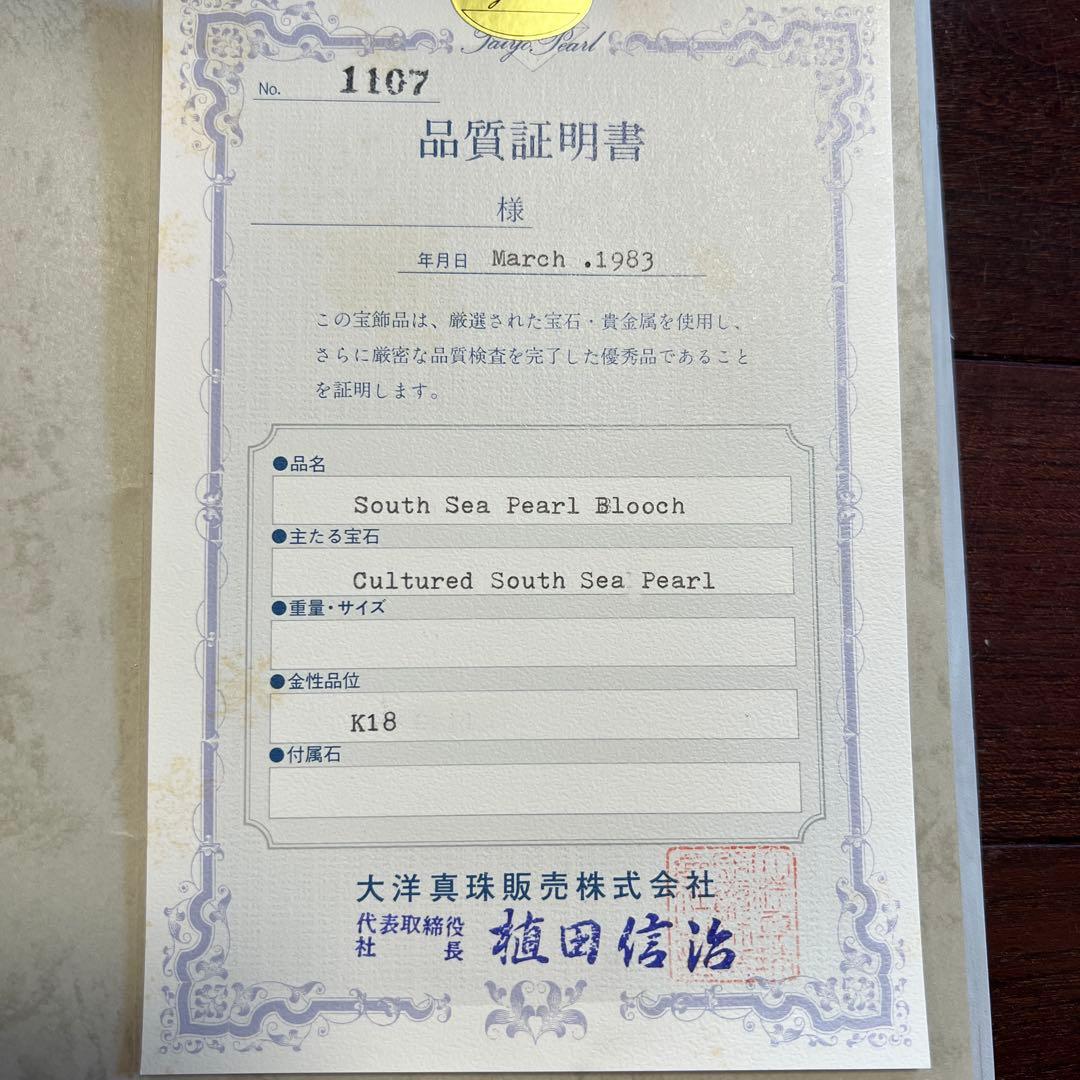 Taiyo Pearl
No. 1107
品質証明書
様
年月日 March .1983
この宝飾品は、厳選された宝石・貴金属を使用し、
さらに厳密な品質検査を完了した優秀品であること
を証明します。
●品名
South Sea Pearl Blooch
●主たる宝石
Cultured South Sea Pearl
●重量・サイズ
●金性品位
K18
●付属石
大洋真珠販売株式会社
代表取締役
社長 植田信治